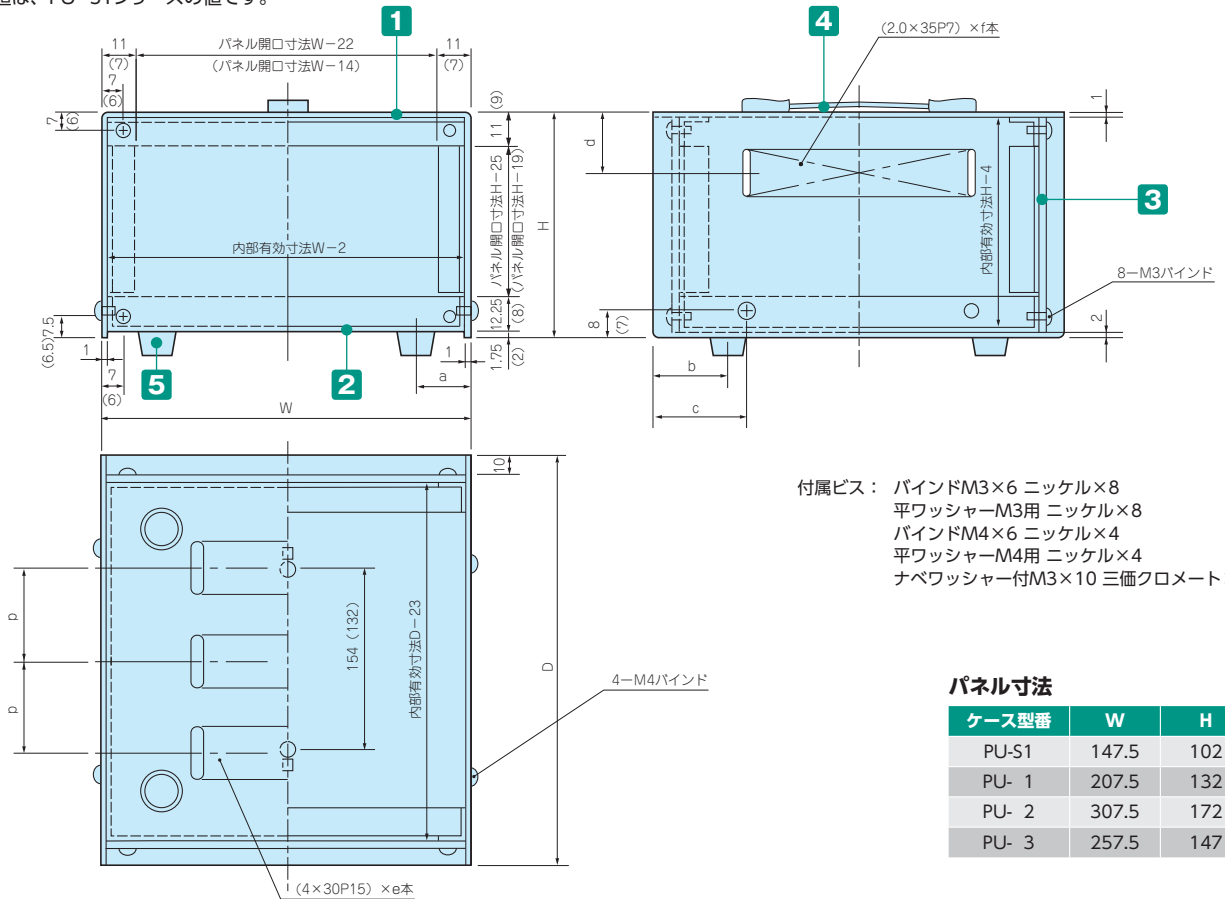 値は、PU-S1シリーズの値です。
1
4
(2.0×35P7)×f本
11
(7)
パネル開口寸法W-22
(パネル開口寸法W-14)
11
(7)
7
(6)
7
(6)
(9)
11
パネル開口寸法H-25
(パネル開口寸法H-19)
H
内部有効寸法W-2
12.25
(8)
1.75
(2)
7.5
(6.5)
1
7
(6)
1
a
W
5
2
d
1
内部有効寸法H-4
3
8-M3バインド
8
(7)
2
b
c
10
p
p
154 (132)
内部有効寸法D-23
D
4-M4バインド
(4×30P15)×e本
付属ビス: バインドM3×6 ニッケル×8
平ワッシャーM3用 ニッケル×8
バインドM4×6 ニッケル×4
平ワッシャーM4用 ニッケル×4
ナベワッシャー付M3×10 三価クロメート
パネル寸法
ケース型番 W H
PU-S1 147.5 102
PU- 1 207.5 132
PU- 2 307.5 172
PU- 3 257.5 147